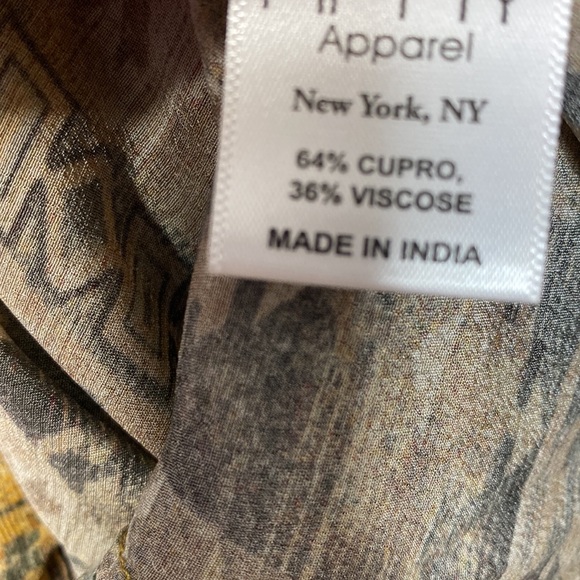 Apparel
New York, NY
64% CUPRO,
36% VISCOSE
MADE IN INDIA